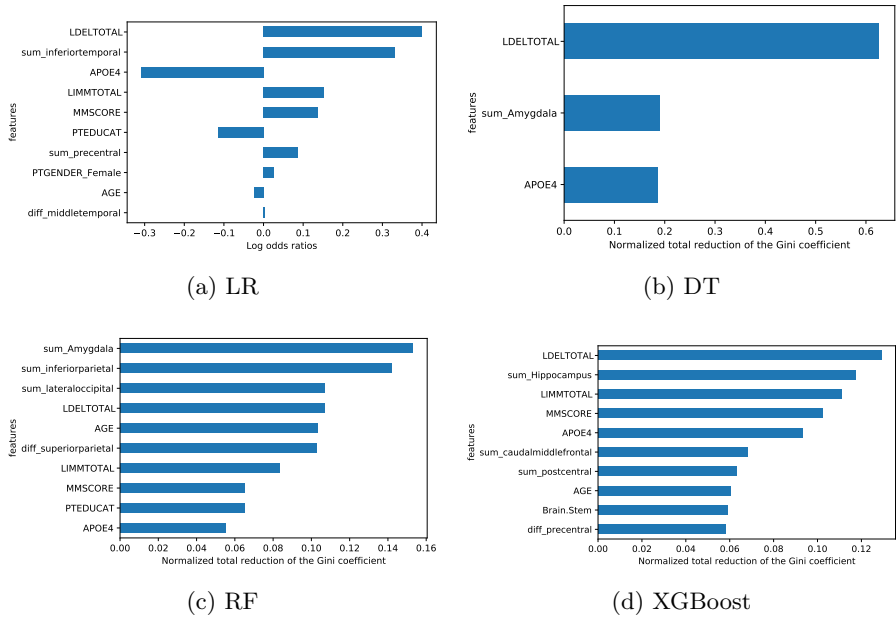 LDELTOTAL
sum_inferiortemporal
APOE4
LIMMTOTAL
MMSCORE
PTEDUCAT
sum_precentral
PTGENDER_Female
AGE
diff_middletemporal
features
−0.3 −0.2 −0.1 0.0 0.1 0.2 0.3 0.4
Log odds ratios
(a) LR
LDELTOTAL
sum_Amygdala
APOE4
features
0.0 0.1 0.2 0.3 0.4 0.5 0.6
Normalized total reduction of the Gini coefficient
(b) DT
sum_Amygdala
sum_inferiorparietal
sum_lateraloccipital
LDELTOTAL
AGE
diff_superiorparietal
LIMMTOTAL
MMSCORE
PTEDUCAT
APOE4
features
0.00 0.02 0.04 0.06 0.08 0.10 0.12 0.14 0.16
Normalized total reduction of the Gini coefficient
(c) RF
LDELTOTAL
sum_Hippocampus
LIMMTOTAL
MMSCORE
APOE4
sum_caudalmiddlefrontal
sum_postcentral
AGE
Brain.Stem
diff_precentral
features
0.00 0.02 0.04 0.06 0.08 0.10 0.12
Normalized total reduction of the Gini coefficient
(d) XGBoost